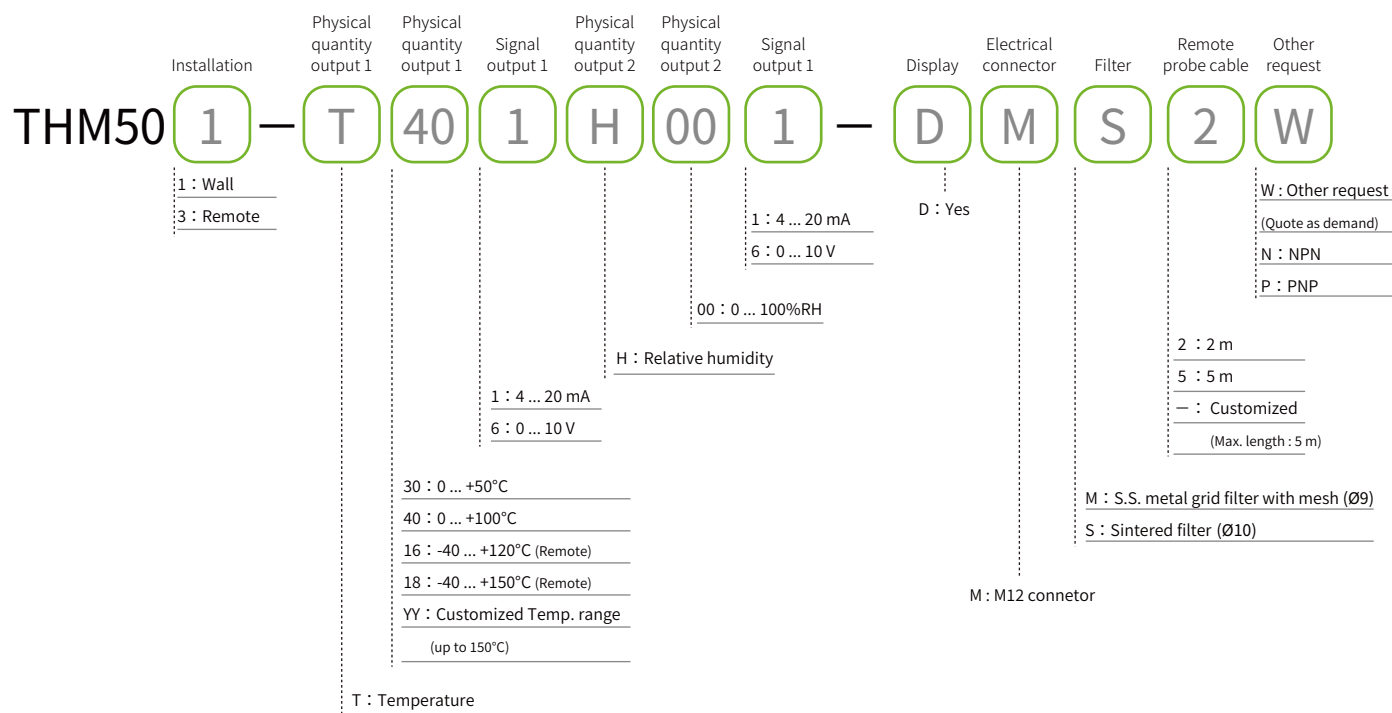 Installation
Physical
quantity
output 1
Physical
quantity
output 1
Signal
output 1
Physical
quantity
output 2
Physical
quantity
output 2
Signal
output 1
Display
Electrical
connector
Filter
Remote
probe cable
Other
request
THM50 1 — T 40 1 H 00 1 — D M S 2 W
1：Wall
3：Remote
T：Temperature
30：0 ... +50°C
40：0 ... +100°C
16：-40 ... +120°C (Remote)
18：-40 ... +150°C (Remote)
YY：Customized Temp. range
(up to 150°C)
1：4 ... 20 mA
6：0 ... 10 V
H：Relative humidity
00：0 ... 100%RH
1：4 ... 20 mA
6：0 ... 10 V
D：Yes
M : M12 connetor
M：S.S. metal grid filter with mesh (Ø9)
S：Sintered filter (Ø10)
2 ：2 m
5 ：5 m
—： Customized
(Max. length : 5 m)
W : Other request
(Quote as demand)
N：NPN
P：PNP